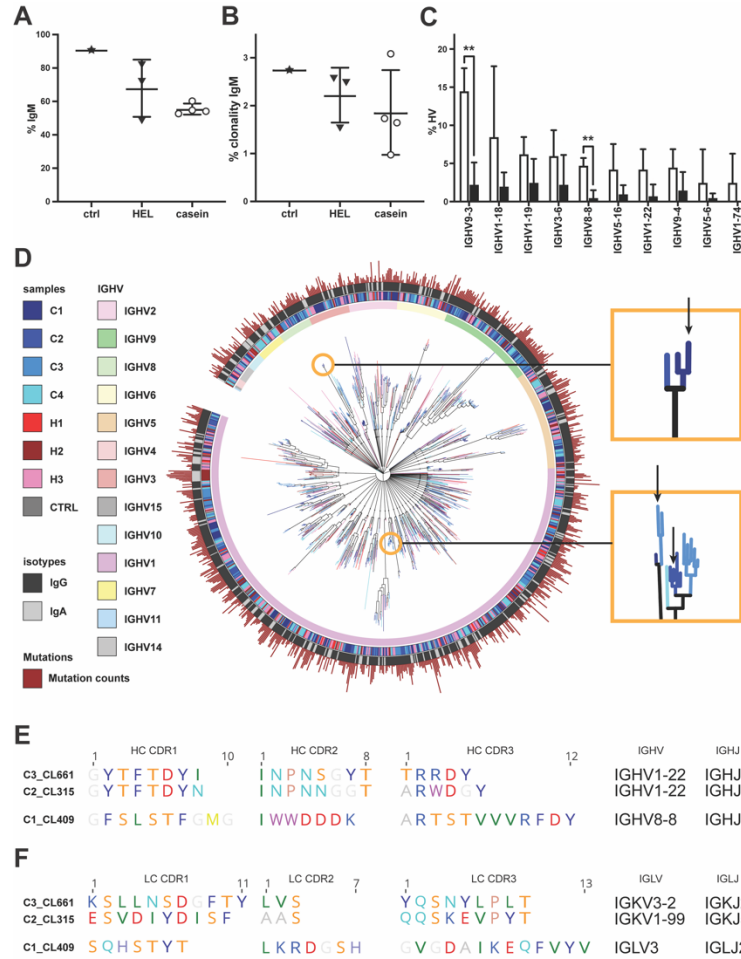 A
% IgM
100
80
60
40
20
0
ctrl
HEL
casein
B
% clonality IgM
3
2
1
0
ctrl
HEL
casein
C
% HV
20
15
10
5
0
**
**
IGHV9-3
IGHV1-18
IGHV1-19
IGHV3-6
IGHV8-8
IGHV5-16
IGHV1-22
IGHV9-4
IGHV5-6
IGHV1-74
D
samples
C1
C2
C3
C4
H1
H2
H3
CTRL
isotypes
IgG
IgA
Mutations
Mutation counts
IGHV
IGHV2
IGHV9
IGHV8
IGHV6
IGHV5
IGHV4
IGHV3
IGHV15
IGHV10
IGHV1
IGHV7
IGHV11
IGHV14
E
1 HC CDR1 10 1 HC CDR2 8 1 HC CDR3 12 IGHV IGHJ
C3_CL661 GYTFTDYI INPNSGYT TRRDY IGHV1-22 IGHJ
C2_CL315 GYTFTDYN INPNNGGT ARWDGY IGHV1-22 IGHJ
C1_CL409 GFSLSTFGMG IWWDDDK ARTSTVVVRFDY IGHV8-8 IGHJ
F
1 LC CDR1 11 1 LC CDR2 7 1 LC CDR3 13 IGLV IGLJ
C3_CL661 KSLLNSDGFTY LVS YQSNYLPLT IGKV3-2 IGKJ
C2_CL315 ESVDIYDISF AAS QQSKEVPYT IGKV1-99 IGKJ
C1_CL409 SQHSTYT LKRDGSH GVGDAIKEQFVYV IGLV3 IGLJ2